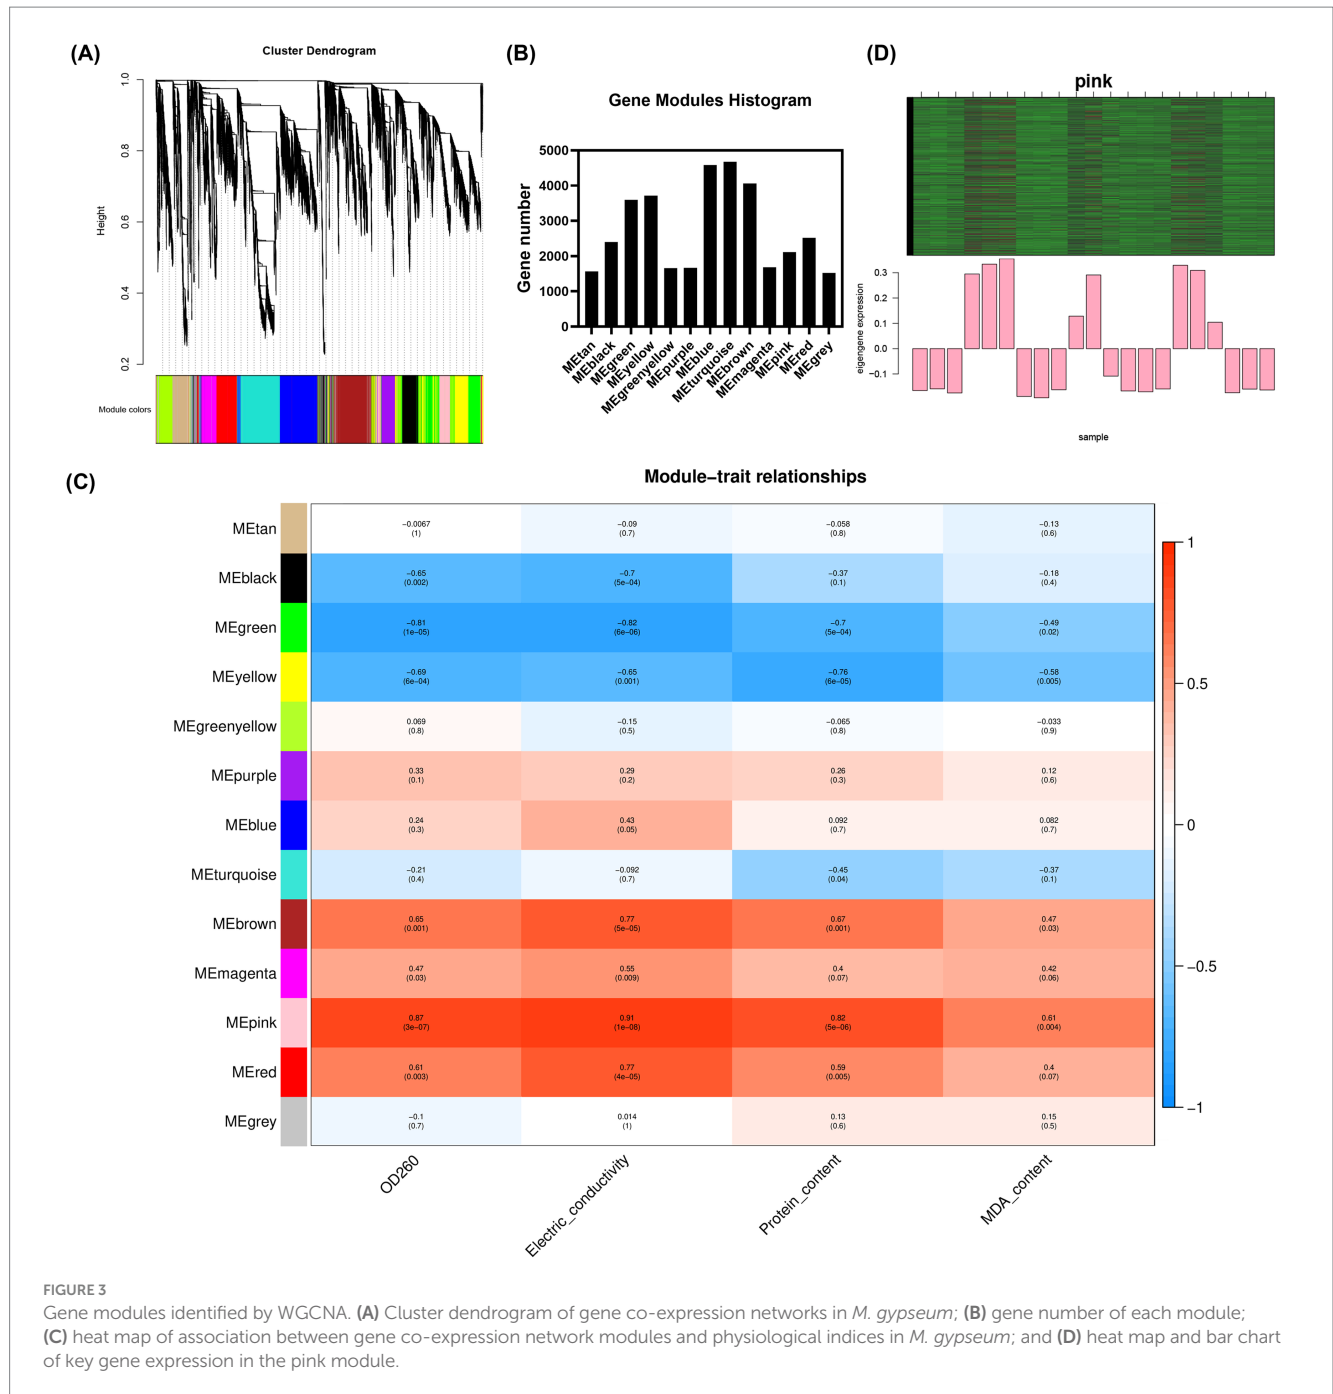 (A)
Cluster Dendrogram
Height
1.0
0.8
0.6
0.4
0.2
Module colors
(B)
Gene Modules Histogram
Gene number
5000
4000
3000
2000
1000
0
MEtan
MEblack
MEgreen
MEyellow
MEgreenyellow
MEpurple
MEblue
MEturquoise
MEbrown
MEmagenta
MEpink
MEred
MEgrey
(D)
pink
eigengene expression
0.3
0.2
0.1
0.0
−0.1
sample
(C)
Module−trait relationships
MEtan
−0.0067 −0.09 −0.058 −0.13
(1) (0.7) (0.8) (0.6)
MEblack
−0.65 −0.7 −0.37 −0.18
(0.002) (5e−04) (0.1) (0.4)
MEgreen
−0.81 −0.82 −0.7 −0.49
(1e−05) (6e−06) (5e−04) (0.02)
MEyellow
−0.69 −0.65 −0.76 −0.58
(6e−04) (0.001) (6e−05) (0.005)
MEgreenyellow
0.069 −0.15 −0.065 −0.033
(0.8) (0.5) (0.8) (0.9)
MEpurple
0.33 0.29 0.26 0.12
(0.1) (0.2) (0.3) (0.6)
MEblue
0.24 0.43 0.092 0.082
(0.3) (0.05) (0.7) (0.7)
MEturquoise
−0.21 −0.092 −0.45 −0.37
(0.4) (0.7) (0.04) (0.1)
MEbrown
0.65 0.77 0.67 0.47
(0.001) (5e−05) (0.001) (0.03)
MEmagenta
0.47 0.55 0.4 0.42
(0.03) (0.009) (0.07) (0.06)
MEpink
0.87 0.91 0.82 0.61
(3e−07) (1e−08) (5e−06) (0.004)
MEred
0.61 0.77 0.59 0.4
(0.003) (4e−05) (0.005) (0.07)
MEgrey
−0.1 0.014 0.13 0.15
(0.7) (1) (0.6) (0.5)
1
0.5
0
−0.5
−1
OD260
Electric_conductivity
Protein_content
MDA_content
FIGURE 3
Gene modules identified by WGCNA. (A) Cluster dendrogram of gene co-expression networks in M. gypseum; (B) gene number of each module;
(C) heat map of association between gene co-expression network modules and physiological indices in M. gypseum; and (D) heat map and bar chart
of key gene expression in the pink module.